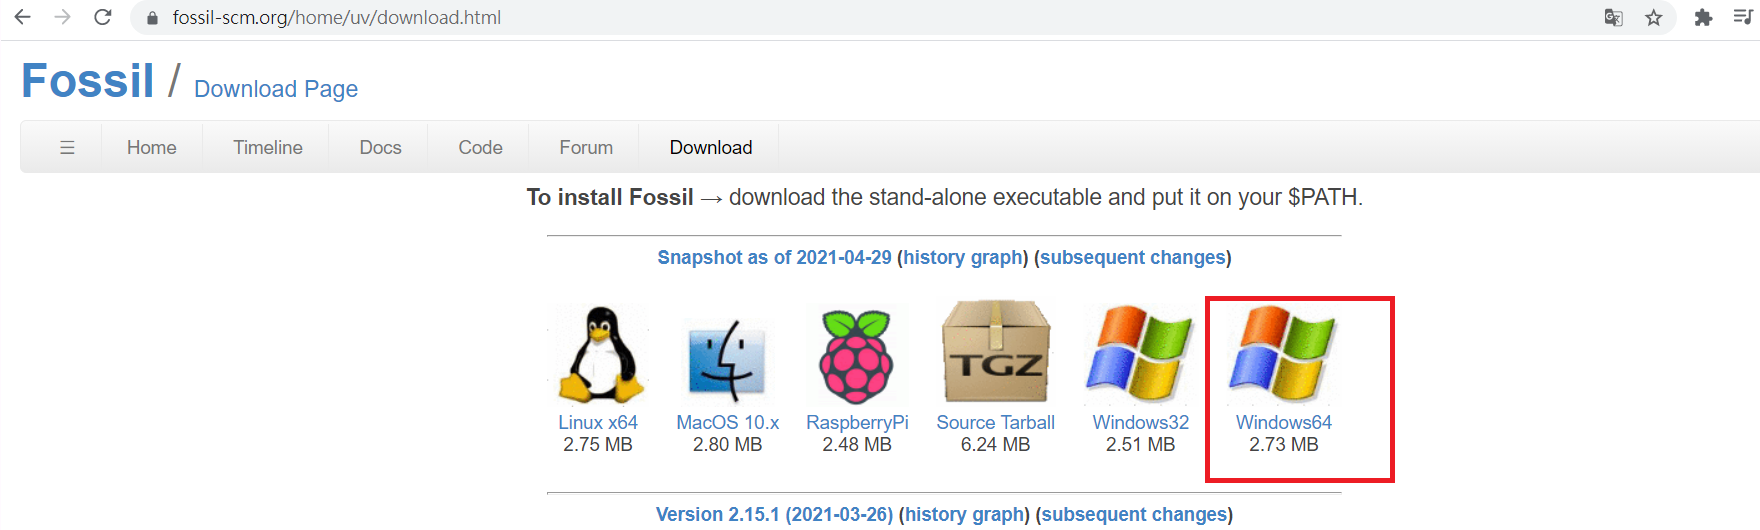 fossil-scm.org/home/uv/download.html
Fossil / Download Page
☰ Home Timeline Docs Code Forum Download
To install Fossil → download the stand-alone executable and put it on your $PATH.
Snapshot as of 2021-04-29 (history graph) (subsequent changes)
TGZ
Linux x64 MacOS 10.x RaspberryPi Source Tarball Windows32 Windows64
2.75 MB 2.80 MB 2.48 MB 6.24 MB 2.51 MB 2.73 MB
Version 2.15.1 (2021-03-26) (history graph) (subsequent changes)